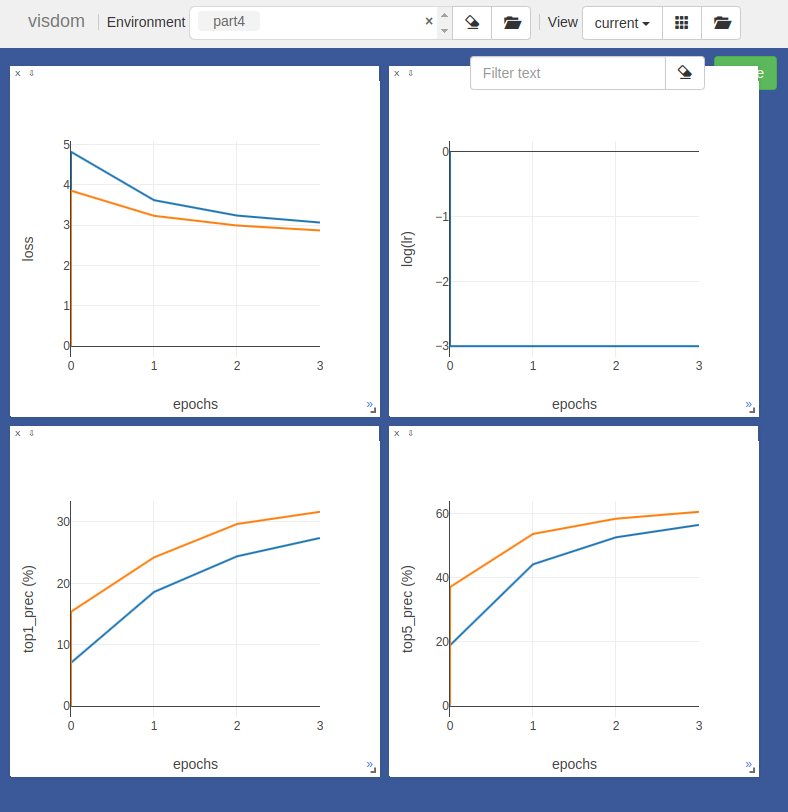 visdom Environment part4 × View current
x ⇩ x ⇩ Filter text e
5
4
3
2
1
0
loss
0 1 2 3
epochs »
0
−1
−2
−3
log(lr)
0 1 2 3
epochs »
x ⇩
30
20
10
0
top1_prec (%)
0 1 2 3
epochs »
x ⇩
60
40
20
0
top5_prec (%)
0 1 2 3
epochs »